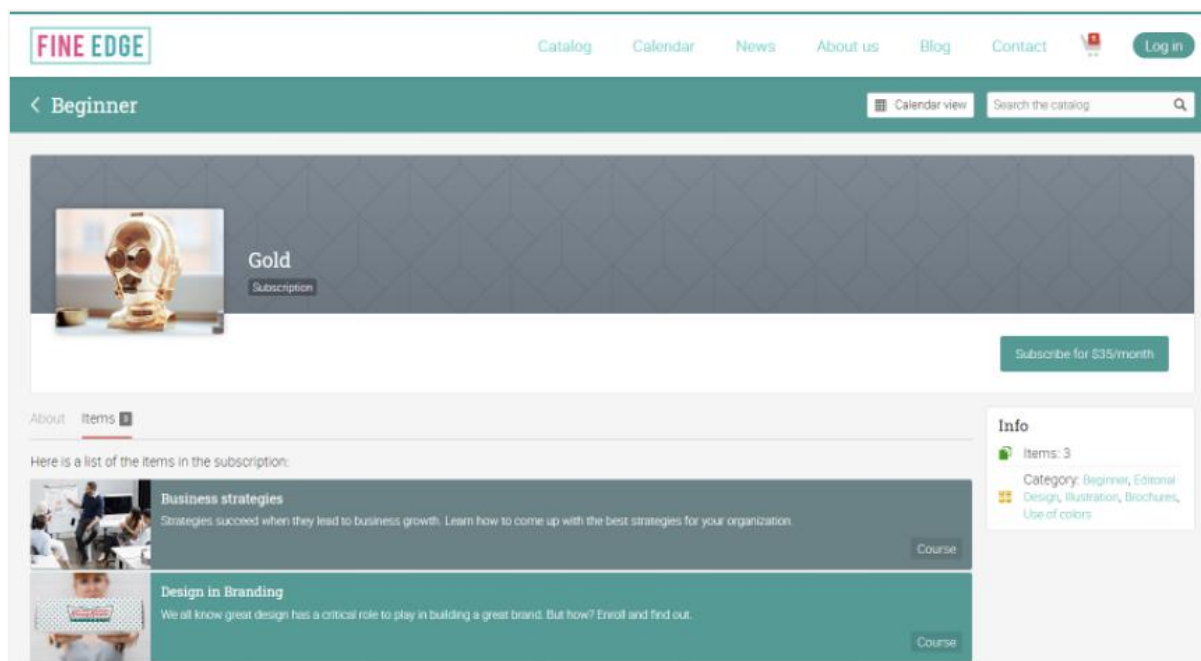 FINE EDGE
Catalog Calendar News About us Blog Contact 1 Log in
Beginner
Calendar view Search the catalog
Gold
Subscription
Subscribe for $35/month
About Items 3
Here is a list of the items in the subscription:
Business strategies
Strategies succeed when they lead to business growth. Learn how to come up with the best strategies for your organization.
Course
Design in Branding
We all know great design has a critical role to play in building a great brand. But how? Enroll and find out.
Course
Info
Items: 3
Category: Beginner, Editorial
Design, Illustration, Brochures,
Use of colors